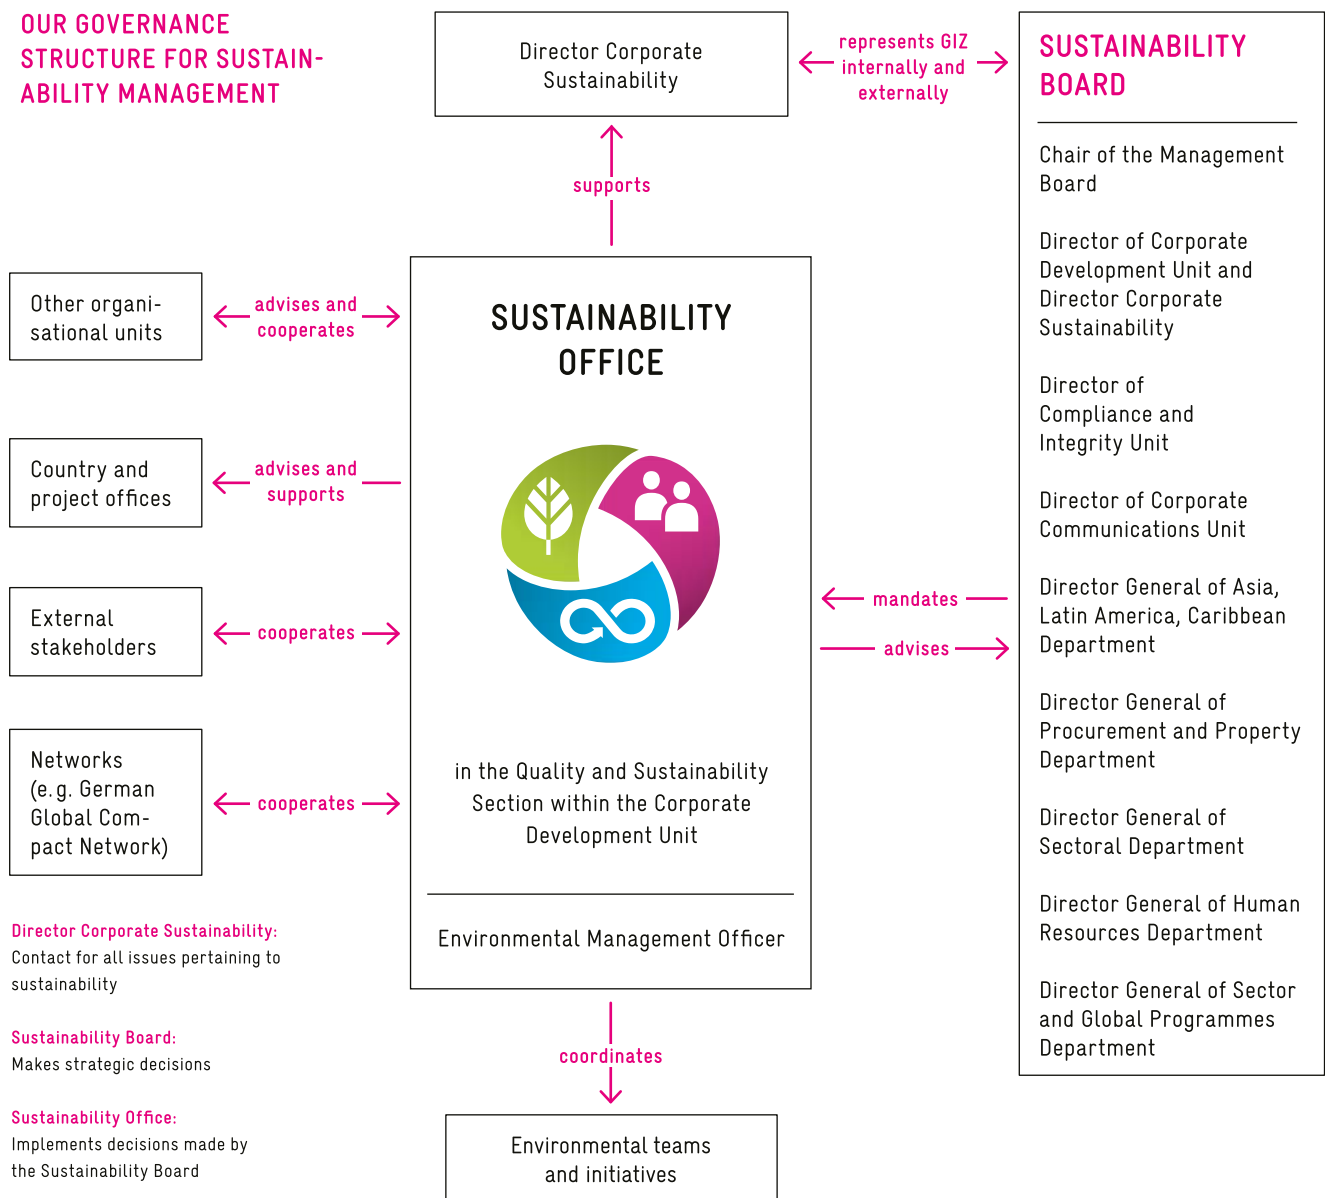 OUR GOVERNANCE
STRUCTURE FOR SUSTAIN-
ABILITY MANAGEMENT
Director Corporate
Sustainability
represents GIZ
internally and
externally
supports
Other organi-
sational units
advises and
cooperates
Country and
project offices
advises and
supports
External
stakeholders
cooperates
Networks
(e. g. German
Global Com-
pact Network)
cooperates
SUSTAINABILITY
OFFICE
in the Quality and Sustainability
Section within the Corporate
Development Unit
Environmental Management Officer
mandates
advises
coordinates
Environmental teams
and initiatives
SUSTAINABILITY
BOARD
Chair of the Management
Board
Director of Corporate
Development Unit and
Director Corporate
Sustainability
Director of
Compliance and
Integrity Unit
Director of Corporate
Communications Unit
Director General of Asia,
Latin America, Caribbean
Department
Director General of
Procurement and Property
Department
Director General of
Sectoral Department
Director General of Human
Resources Department
Director General of Sector
and Global Programmes
Department
Director Corporate Sustainability:
Contact for all issues pertaining to
sustainability
Sustainability Board:
Makes strategic decisions
Sustainability Office:
Implements decisions made by
the Sustainability Board